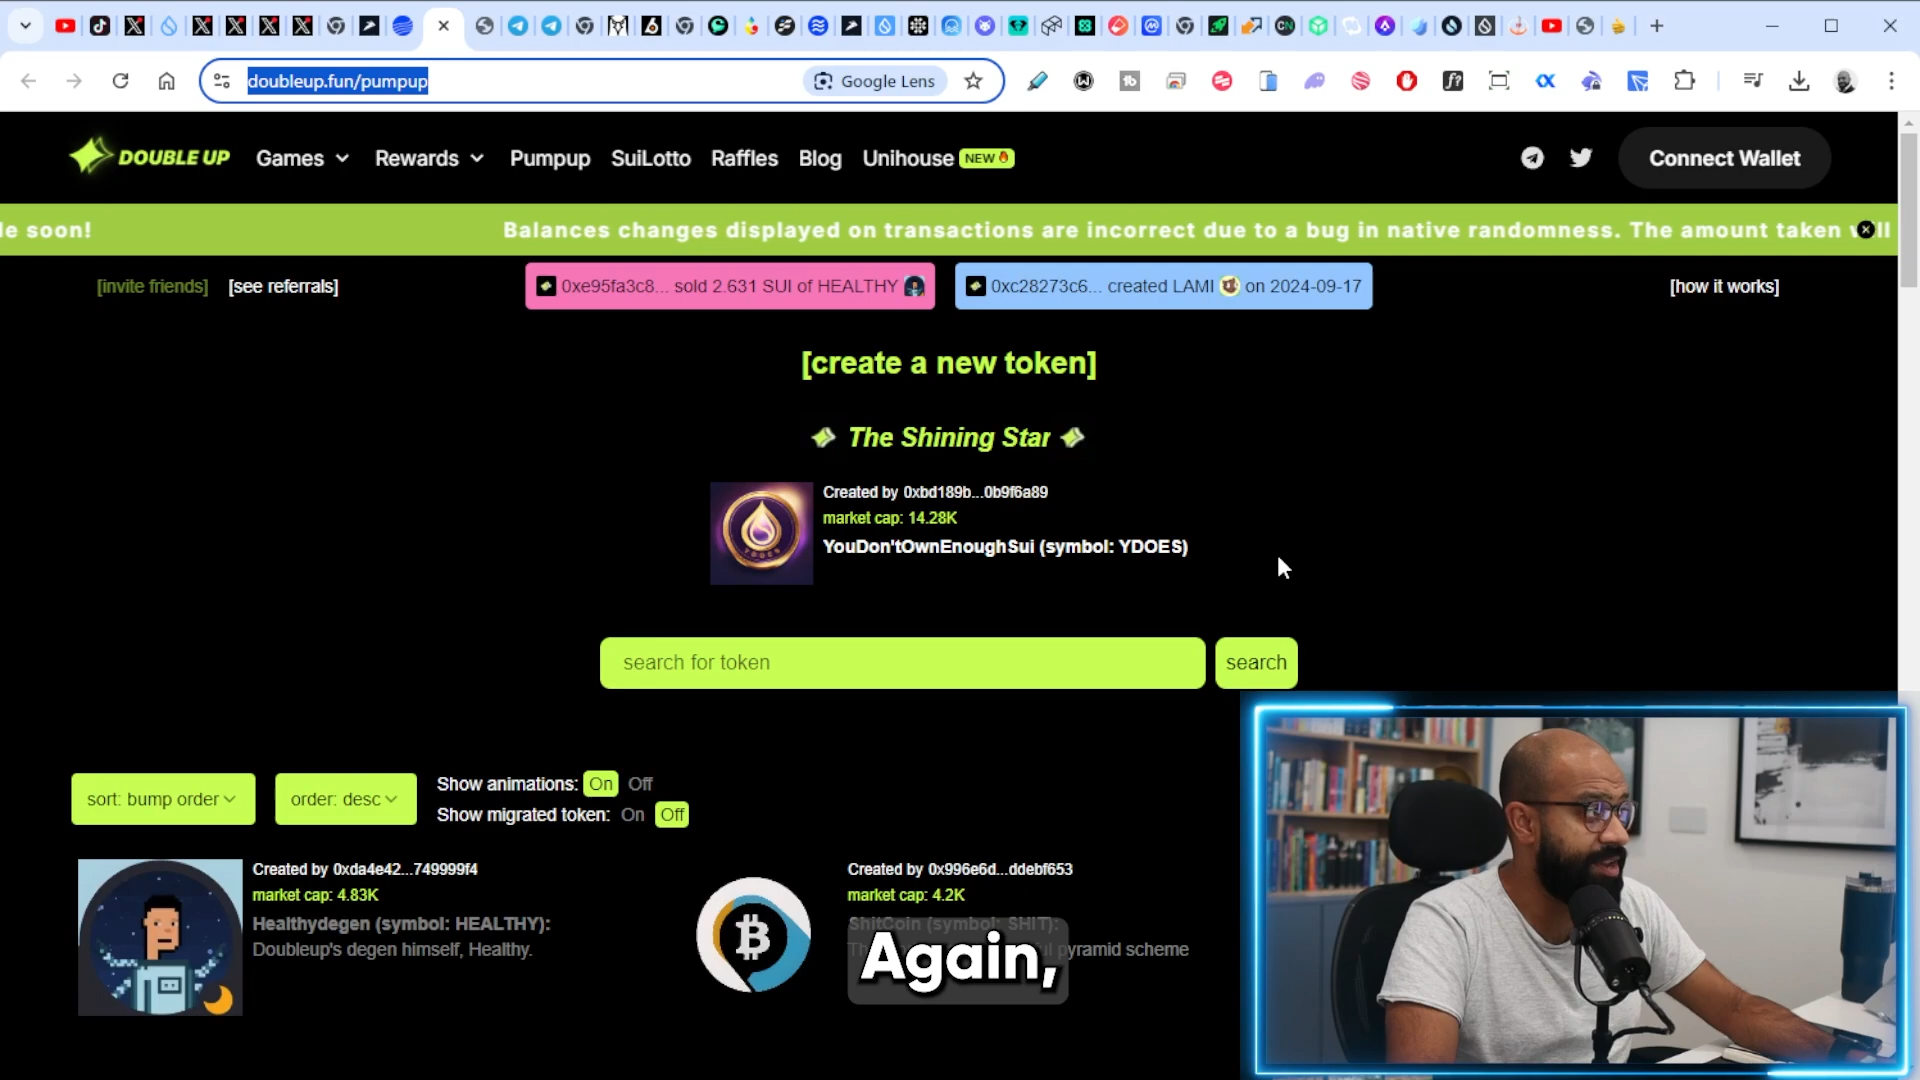 doubleup.fun/pumpup
Google Lens
DOUBLE UP
Games
Rewards
Pumpup
SuiLotto
Raffles
Blog
Unihouse
NEW
Connect Wallet
le soon!
Balances changes displayed on transactions are incorrect due to a bug in native randomness. The amount taken
[invite friends]
[see referrals]
0xe95fa3c8... sold 2.631 SUI of HEALTHY
0xc28273c6... created LAMI on 2024-09-17
[how it works]
[create a new token]
The Shining Star
Created by 0xbd189b...0b9f6a89
market cap: 14.28K
YouDon'tOwnEnoughSui (symbol: YDOES)
search for token
search
sort: bump order
order: desc
Show animations: On Off
Show migrated token: On Off
Created by 0xda4e42...749999f4
market cap: 4.83K
Healthydegen (symbol: HEALTHY):
Doubleup's degen himself, Healthy.
Created by 0x996e6d...ddebf653
market cap: 4.2K
ShitCoin (symbol: SHIT):
pyramid scheme
Again,